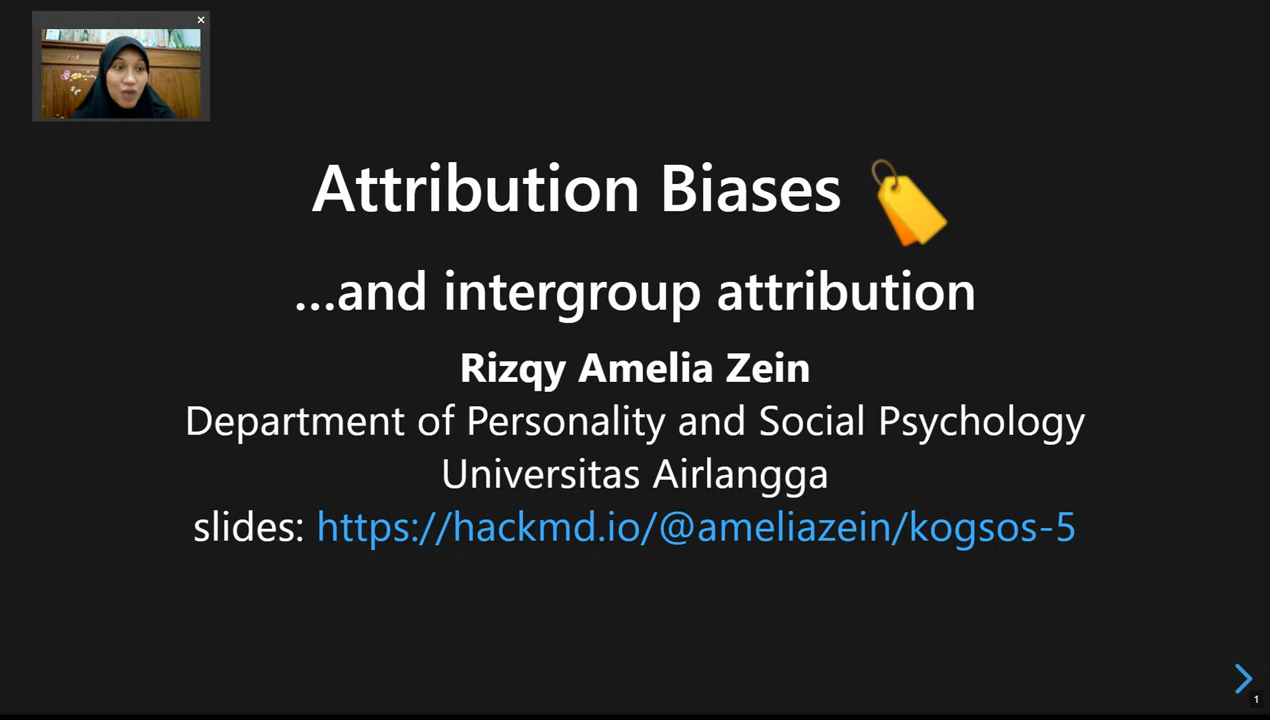 Attribution Biases
...and intergroup attribution
Rizqy Amelia Zein
Department of Personality and Social Psychology
Universitas Airlangga
slides: https://hackmd.io/@ameliazein/kogsos-5
1